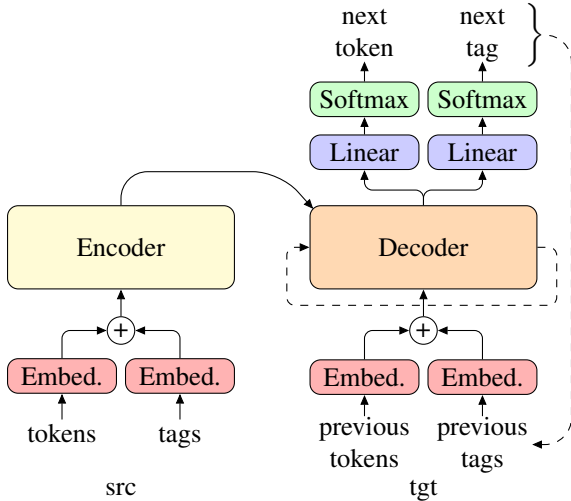 next
token
next
tag
Softmax
Softmax
Linear
Linear
Encoder
Decoder
+
+
Embed.
Embed.
Embed.
Embed.
tokens
tags
previous
tokens
previous
tags
src
tgt